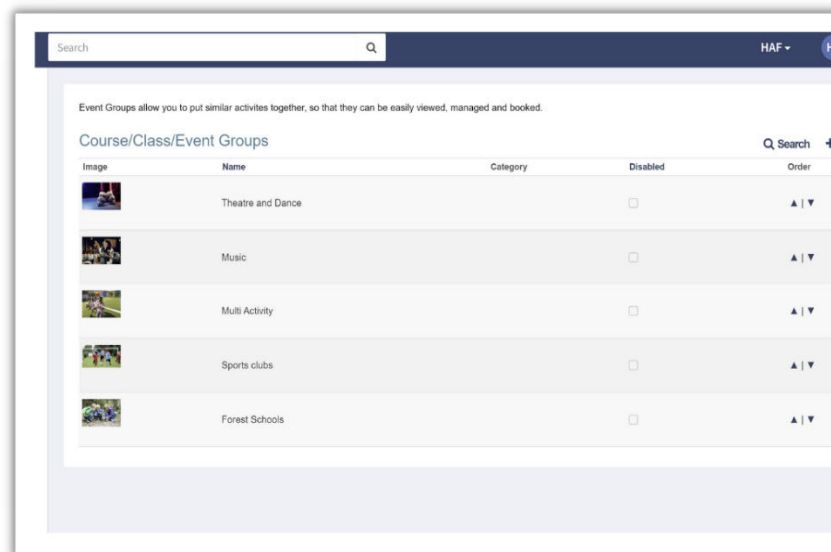 Search
HAF
H
Event Groups allow you to put similar activites together, so that they can be easily viewed, managed and booked.
Course/Class/Event Groups
Search
Image Name Category Disabled Order
Theatre and Dance
Music
Multi Activity
Sports clubs
Forest Schools